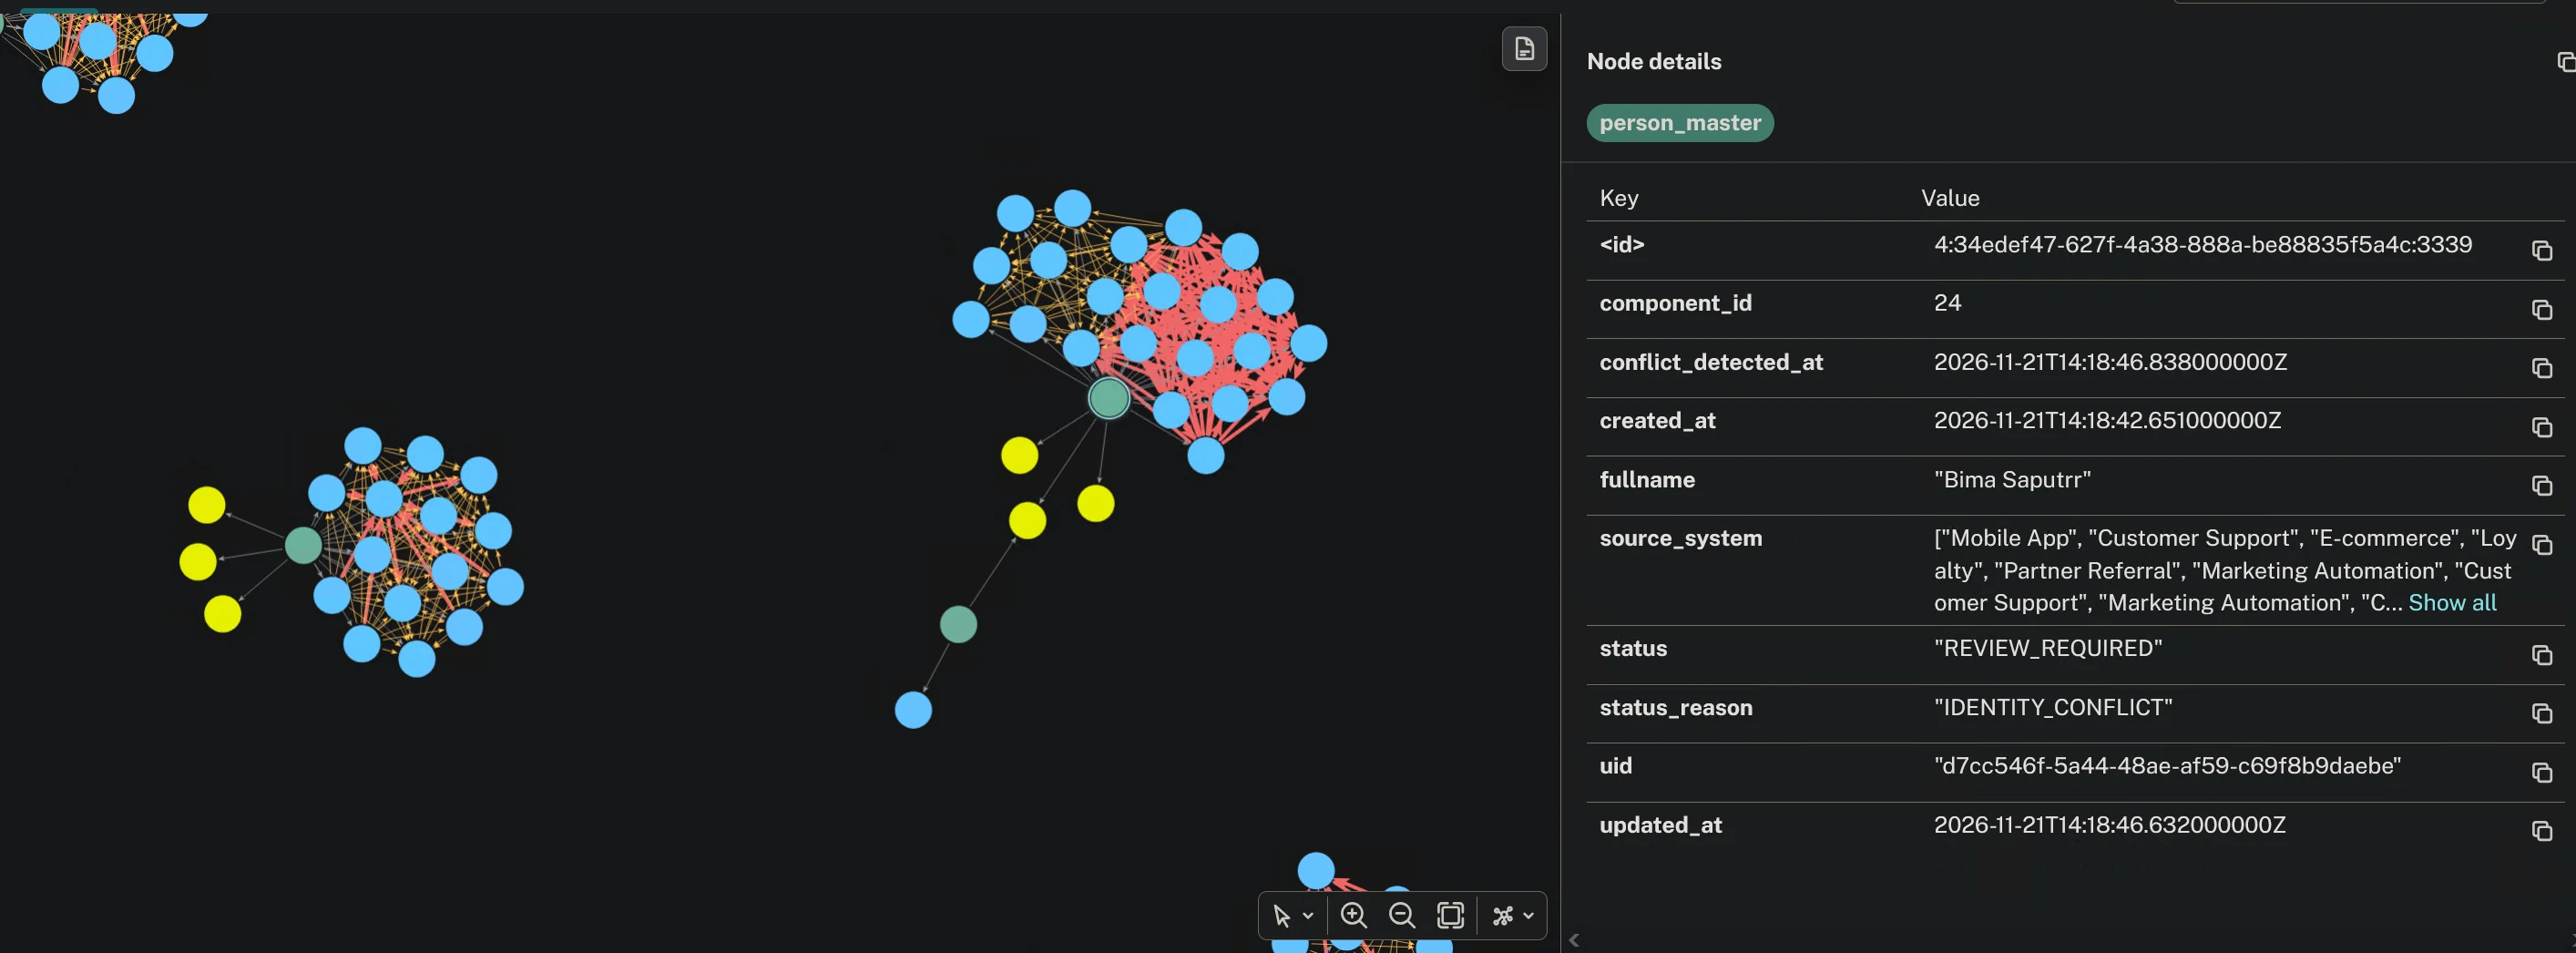 Node details
person_master
Key Value
<id> 4:34edef47-627f-4a38-888a-be88835f5a4c:3339
component_id 24
conflict_detected_at 2026-11-21T14:18:46.838000000Z
created_at 2026-11-21T14:18:42.651000000Z
fullname "Bima Saputrr"
source_system ["Mobile App", "Customer Support", "E-commerce", "Loy
alty", "Partner Referral", "Marketing Automation", "Cust
omer Support", "Marketing Automation", "C... Show all
status "REVIEW_REQUIRED"
status_reason "IDENTITY_CONFLICT"
uid "d7cc546f-5a44-48ae-af59-c69f8b9daebe"
updated_at 2026-11-21T14:18:46.632000000Z